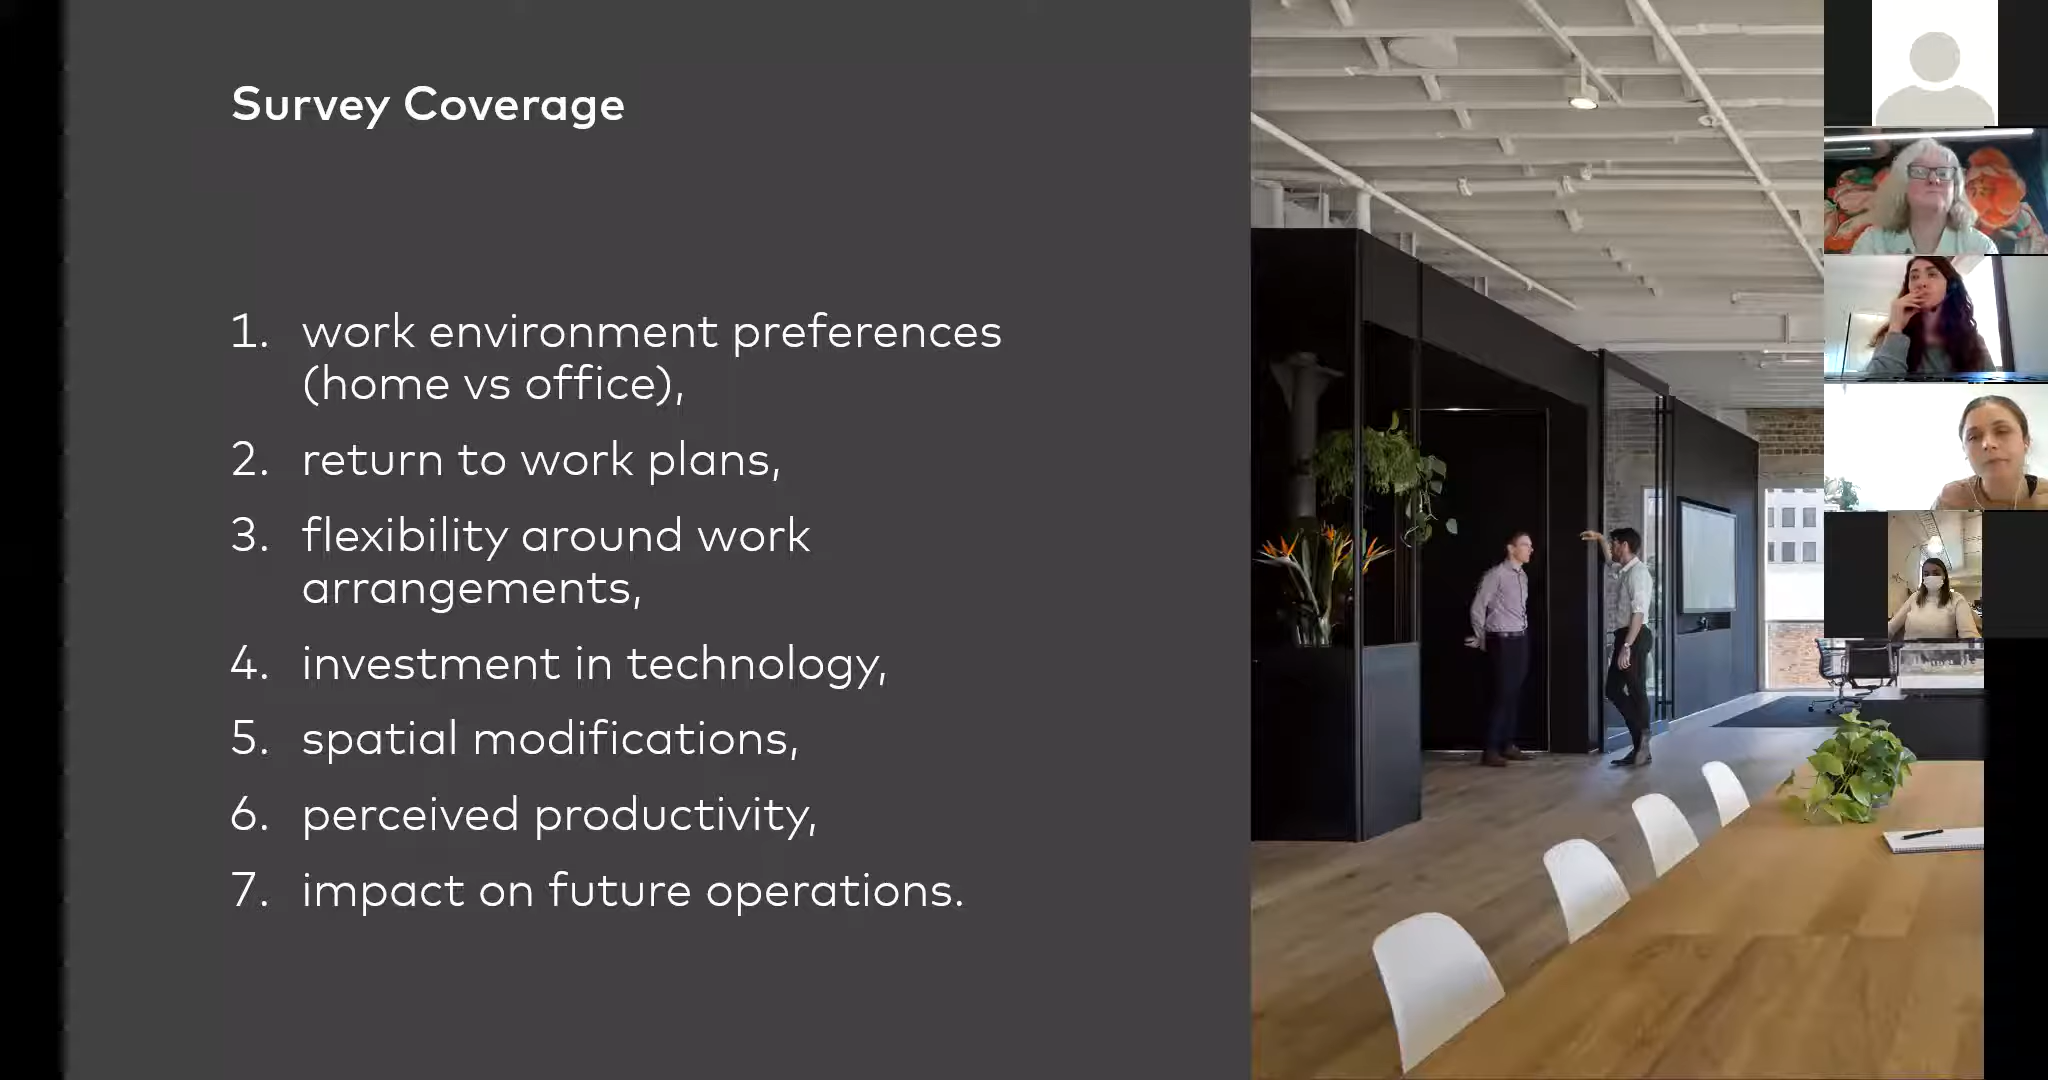 Survey Coverage
1. work environment preferences
(home vs office),
2. return to work plans,
3. flexibility around work
arrangements,
4. investment in technology,
5. spatial modifications,
6. perceived productivity,
7. impact on future operations.